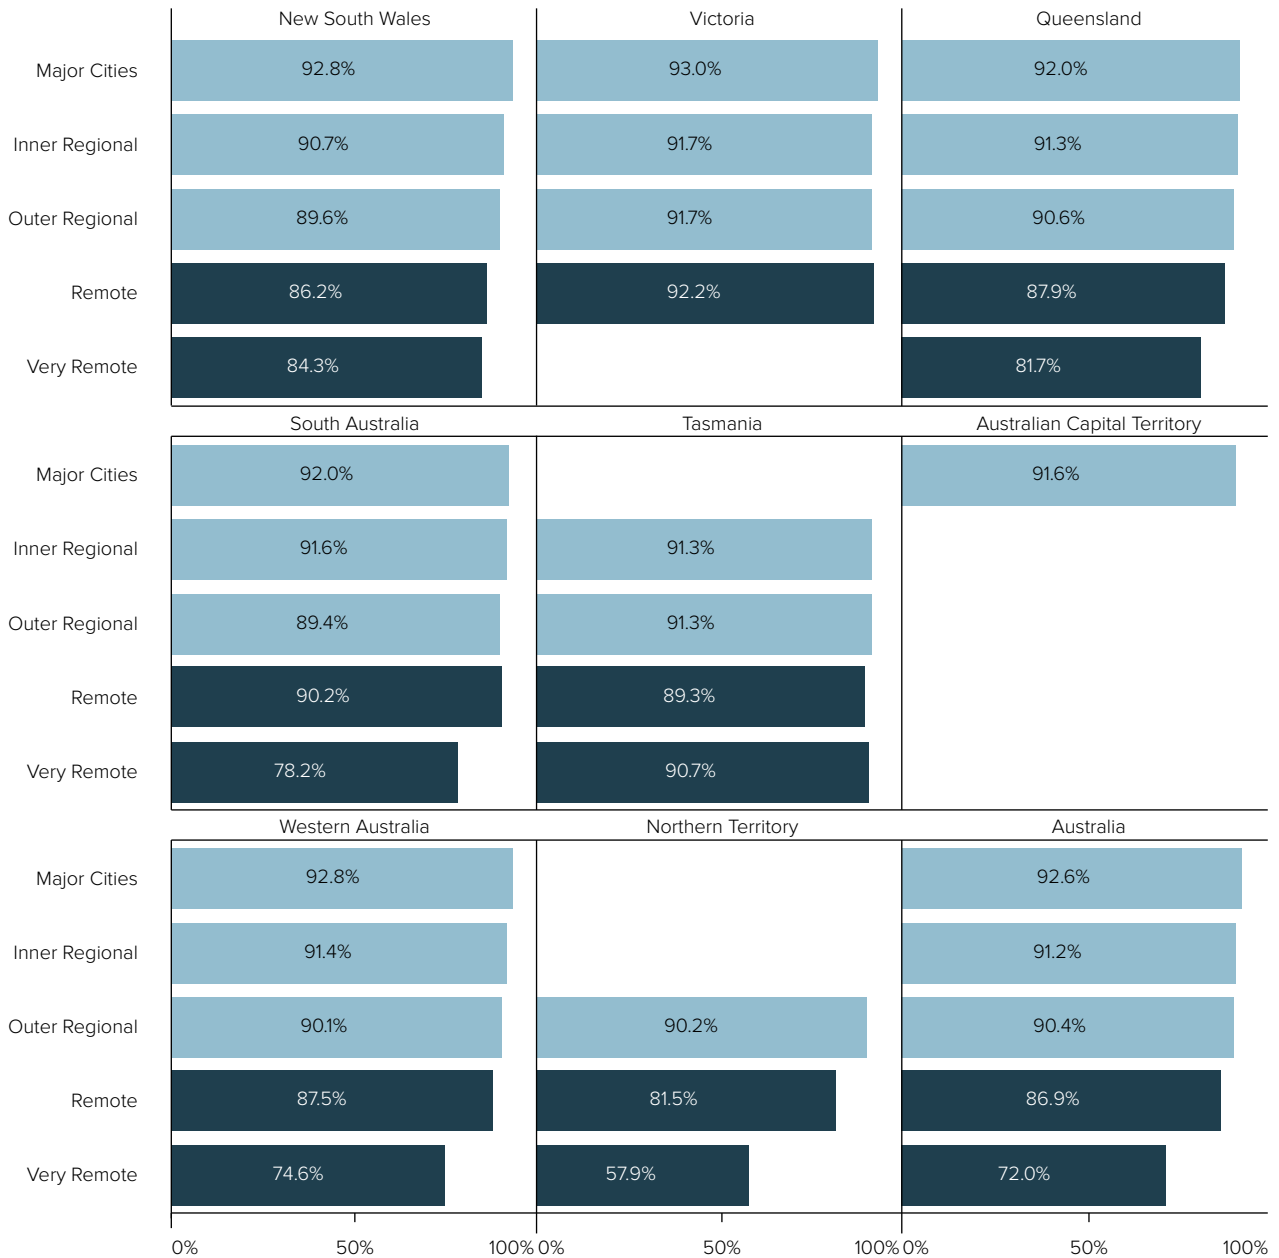 New South Wales Victoria Queensland
Major Cities 92.8% 93.0% 92.0%
Inner Regional 90.7% 91.7% 91.3%
Outer Regional 89.6% 91.7% 90.6%
Remote 86.2% 92.2% 87.9%
Very Remote 84.3% 81.7%
South Australia Tasmania Australian Capital Territory
Major Cities 92.0% 91.6%
Inner Regional 91.6% 91.3%
Outer Regional 89.4% 91.3%
Remote 90.2% 89.3%
Very Remote 78.2% 90.7%
Western Australia Northern Territory Australia
Major Cities 92.8% 92.6%
Inner Regional 91.4% 91.2%
Outer Regional 90.1% 90.2% 90.4%
Remote 87.5% 81.5% 86.9%
Very Remote 74.6% 57.9% 72.0%
0% 50% 100% 0% 50% 100% 0% 50% 100%